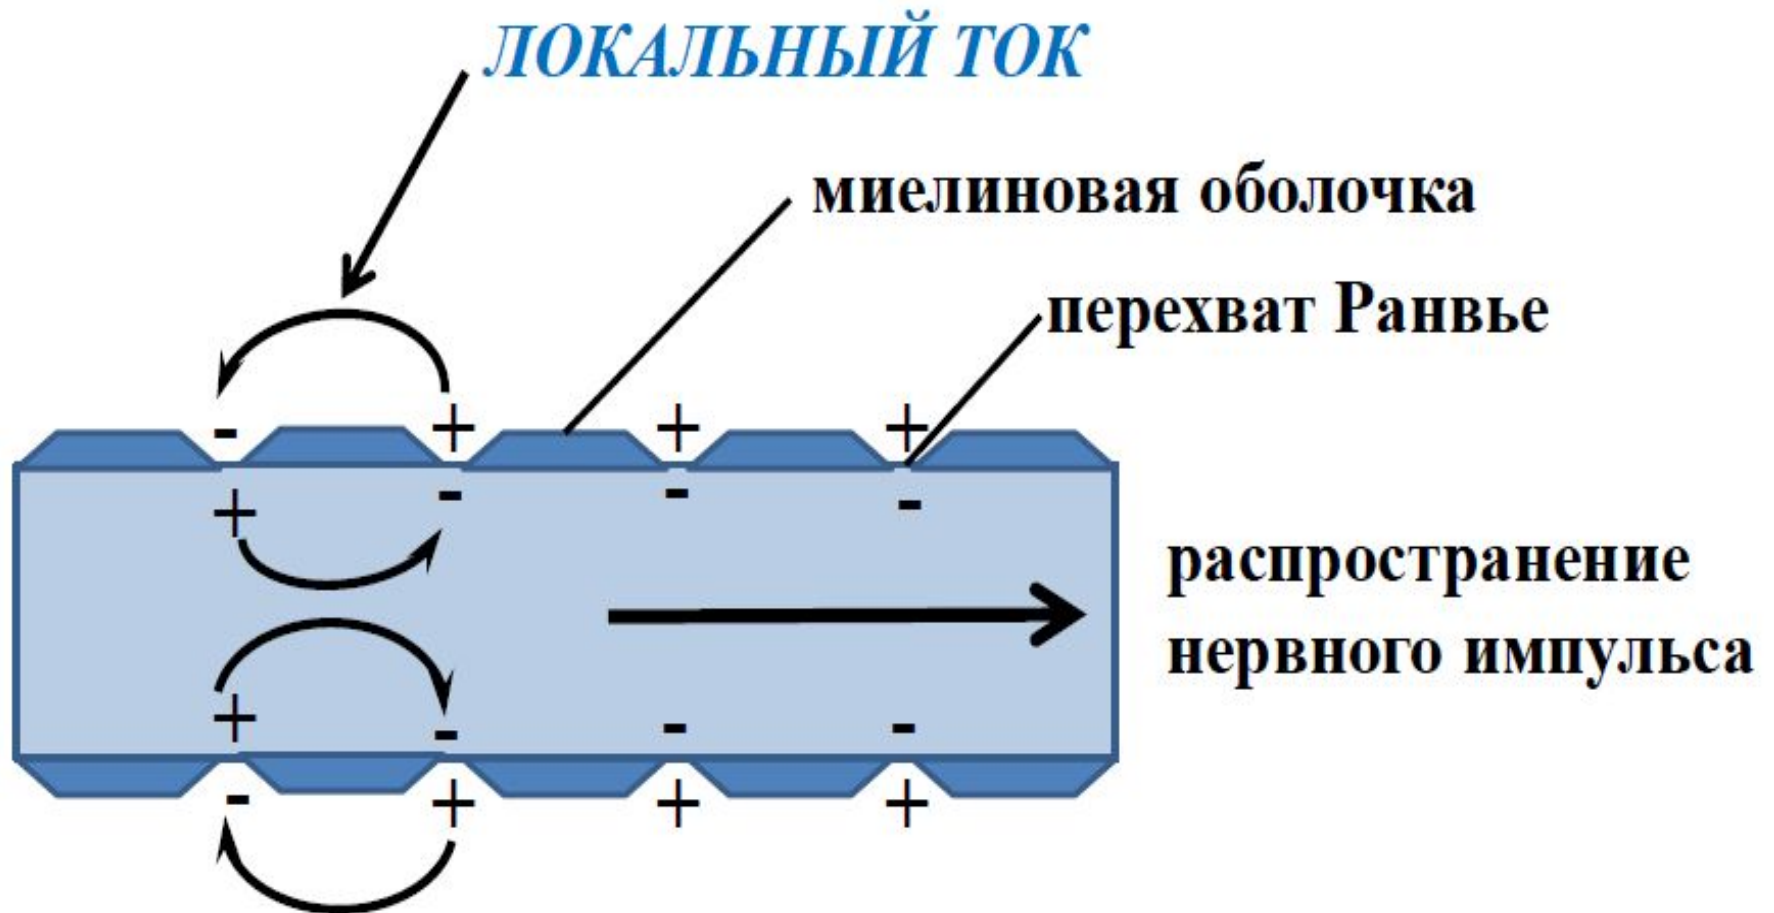 ЛОКАЛЬНЫЙ ТОК
миелиновая оболочка
перехват Ранвье
- + + +
+ - - -
распространение
нервного импульса
+ - - -
- + + +